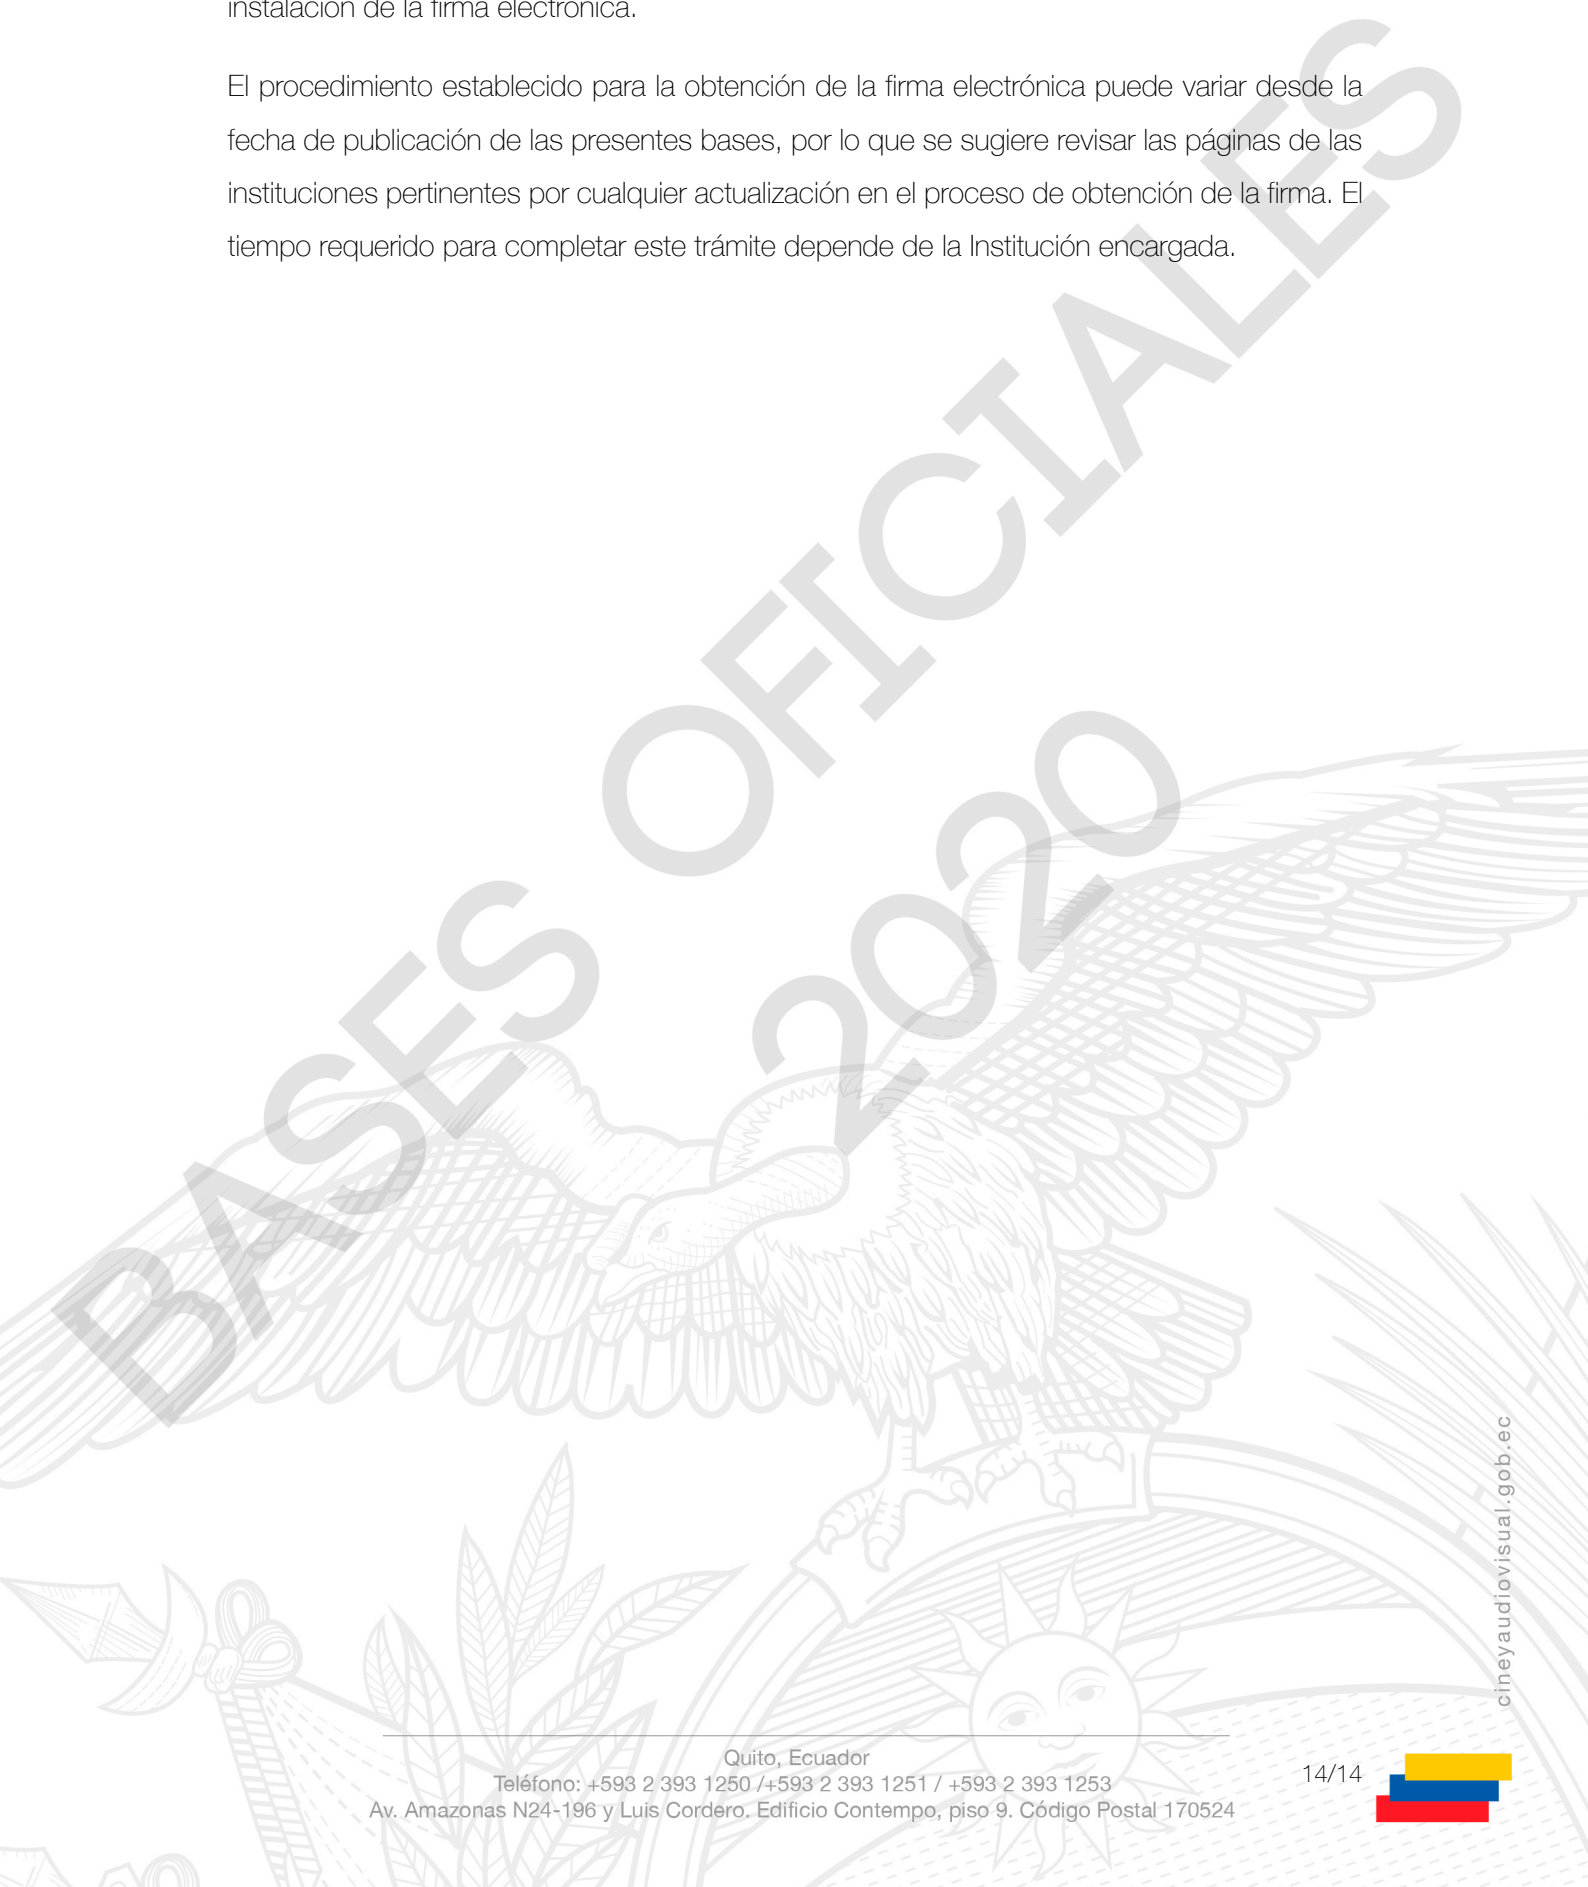 instalación de la firma electrónica.
El procedimiento establecido para la obtención de la firma electrónica puede variar desde la
fecha de publicación de las presentes bases, por lo que se sugiere revisar las páginas de las
instituciones pertinentes por cualquier actualización en el proceso de obtención de la firma. El
tiempo requerido para completar este trámite depende de la Institución encargada.
BASES OFICIALES
2020
cineyaudiovisual.gob.ec
Quito, Ecuador
Teléfono: +593 2 393 1250 /+593 2 393 1251 / +593 2 393 1253
Av. Amazonas N24-196 y Luis Cordero. Edificio Contempo, piso 9. Código Postal 170524
14/14